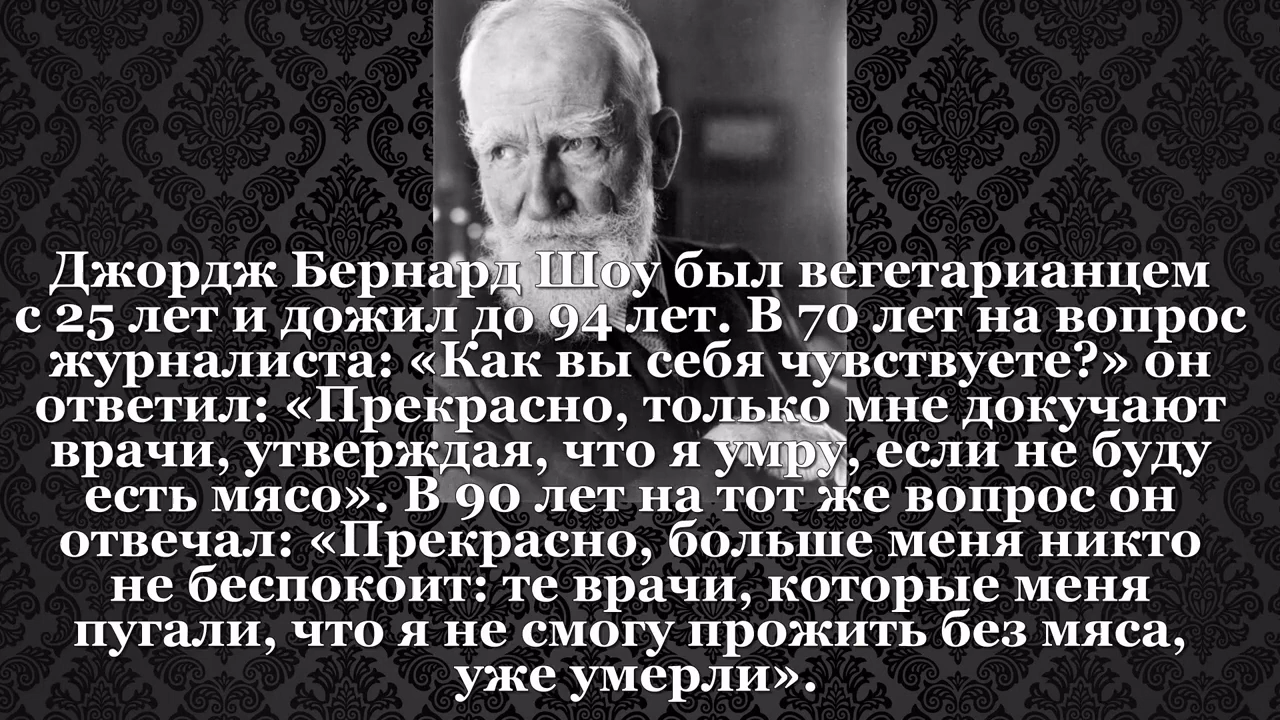 Джордж Бернард Шоу был вегетарианцем
с 25 лет и дожил до 94 лет. В 70 лет на вопрос
журналиста: «Как вы себя чувствуете?» он
ответил: «Прекрасно, только мне докучают
врачи, утверждая, что я умру, если не буду
есть мясо». В 90 лет на тот же вопрос он
отвечал: «Прекрасно, больше меня никто
не беспокоит: те врачи, которые меня
пугали, что я не смогу прожить без мяса,
уже умерли».